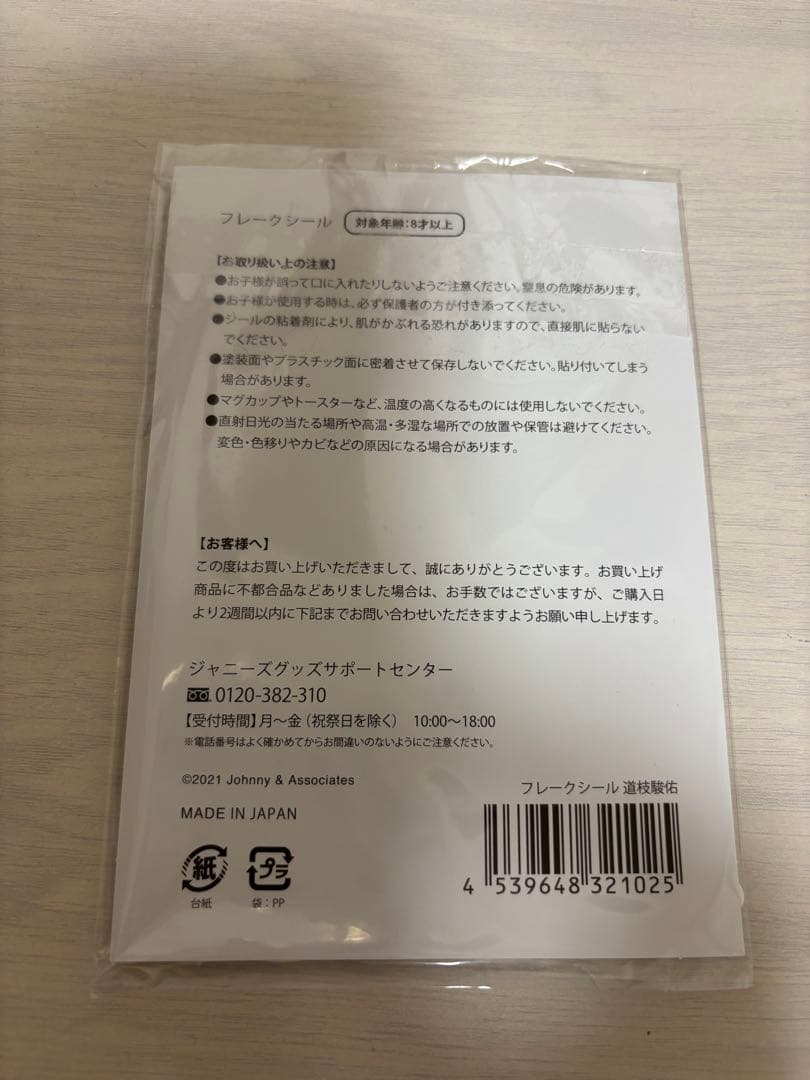 フレークシール 対象年齢：8才以上
【お取り扱い上の注意】
●お子様が誤って口に入れたりしないようご注意ください。窒息の危険があります。
●お子様が使用する時は、必ず保護者の方が付き添ってください。
●シールの粘着剤により、肌がかぶれる恐れがありますので、直接肌に貼らない
でください。
●塗装面やプラスチック面に密着させて保存しないでください。貼り付いてしまう
場合があります。
●マグカップやトースターなど、温度の高くなるものには使用しないでください。
●直射日光の当たる場所や高温・多湿な場所での放置や保管は避けてください。
変色・色移りやカビなどの原因になる場合があります。
【お客様へ】
この度はお買い上げいただきまして、誠にありがとうございます。お買い上げ
商品に不都合品などありました場合は、お手数ではございますが、ご購入日
より2週間以内に下記までお問い合わせいただきますようお願い申し上げます。
ジャニーズグッズサポートセンター
0120-382-310
【受付時間】月～金（祝祭日を除く） 10:00～18:00
※電話番号はよく確かめてからお間違いのないようにご注意ください。
©2021 Johnny & Associates
フレークシール 道枝駿佑
MADE IN JAPAN
紙 プラ
台紙 袋：PP
4 539648 321025